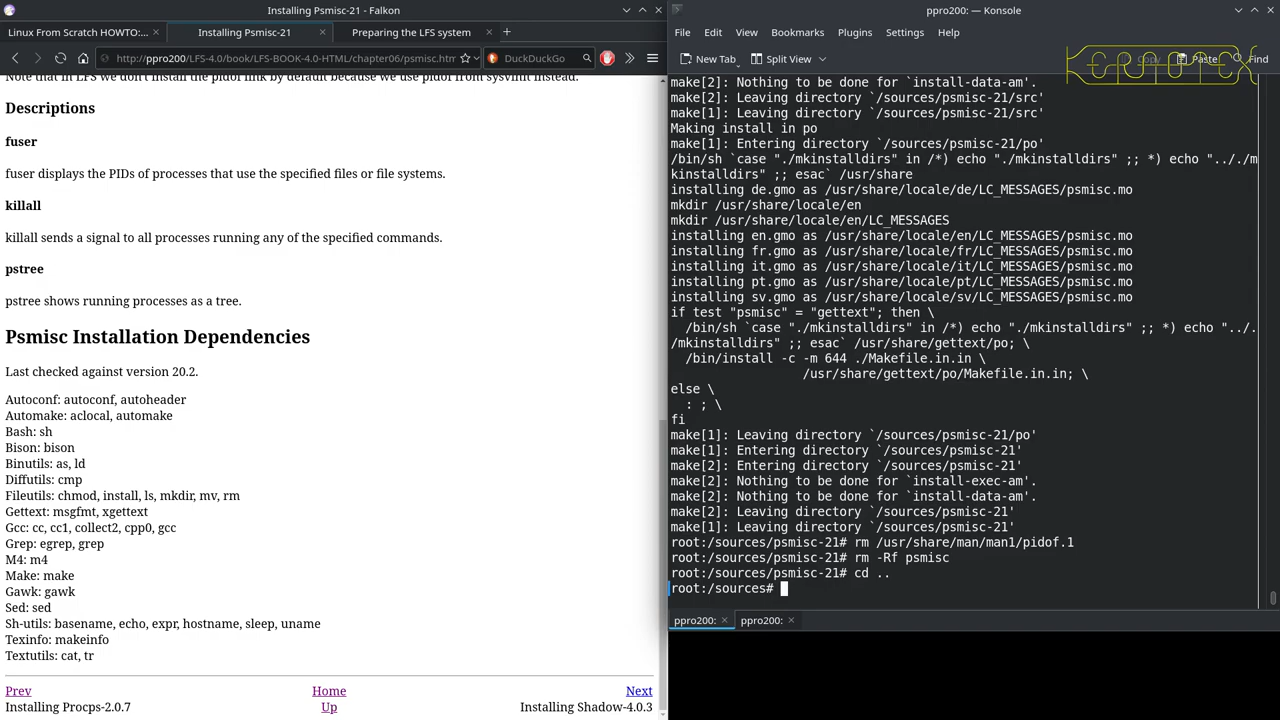 Installing Psmisc-21 - Falkon
Linux From Scratch HOWTO:...
Installing Psmisc-21
Preparing the LFS system
http://ppro200/LFS-4.0/book/LFS-BOOK-4.0-HTML/chapter06/psmisc.htm
DuckDuckGo
Note that in LFS we don't install the pidof link by default because we use pidof from sysvinit instead.
Descriptions
fuser
fuser displays the PIDs of processes that use the specified files or file systems.
killall
killall sends a signal to all processes running any of the specified commands.
pstree
pstree shows running processes as a tree.
Psmisc Installation Dependencies
Last checked against version 20.2.
Autoconf: autoconf, autoheader
Automake: aclocal, automake
Bash: sh
Bison: bison
Binutils: as, ld
Diffutils: cmp
Fileutils: chmod, install, ls, mkdir, mv, rm
Gettext: msgfmt, xgettext
Gcc: cc, cc1, collect2, cpp0, gcc
Grep: egrep, grep
M4: m4
Make: make
Gawk: gawk
Sed: sed
Sh-utils: basename, echo, expr, hostname, sleep, uname
Texinfo: makeinfo
Textutils: cat, tr
Prev Home Next
Installing Procps-2.0.7 Up Installing Shadow-4.0.3
ppro200: — Konsole
File Edit View Bookmarks Plugins Settings Help
New Tab Split View Copy Paste Find
make[2]: Nothing to be done for `install-data-am'.
make[2]: Leaving directory `/sources/psmisc-21/src'
make[1]: Leaving directory `/sources/psmisc-21/src'
Making install in po
make[1]: Entering directory `/sources/psmisc-21/po'
/bin/sh `case "./mkinstalldirs" in /*) echo "./mkinstalldirs" ;; *) echo ".././m
kinstalldirs" ;; esac` /usr/share
installing de.gmo as /usr/share/locale/de/LC_MESSAGES/psmisc.mo
mkdir /usr/share/locale/en
mkdir /usr/share/locale/en/LC_MESSAGES
installing en.gmo as /usr/share/locale/en/LC_MESSAGES/psmisc.mo
installing fr.gmo as /usr/share/locale/fr/LC_MESSAGES/psmisc.mo
installing it.gmo as /usr/share/locale/it/LC_MESSAGES/psmisc.mo
installing pt.gmo as /usr/share/locale/pt/LC_MESSAGES/psmisc.mo
installing sv.gmo as /usr/share/locale/sv/LC_MESSAGES/psmisc.mo
if test "psmisc" = "gettext"; then \
/bin/sh `case "./mkinstalldirs" in /*) echo "./mkinstalldirs" ;; *) echo "../.
/mkinstalldirs" ;; esac` /usr/share/gettext/po; \
/bin/install -c -m 644 ./Makefile.in.in \
/usr/share/gettext/po/Makefile.in.in; \
else \
: ; \
fi
make[1]: Leaving directory `/sources/psmisc-21/po'
make[1]: Entering directory `/sources/psmisc-21'
make[2]: Entering directory `/sources/psmisc-21'
make[2]: Nothing to be done for `install-exec-am'.
make[2]: Nothing to be done for `install-data-am'.
make[2]: Leaving directory `/sources/psmisc-21'
make[1]: Leaving directory `/sources/psmisc-21'
root:/sources/psmisc-21# rm /usr/share/man/man1/pidof.1
root:/sources/psmisc-21# rm -Rf psmisc
root:/sources/psmisc-21# cd ..
root:/sources#
ppro200: ppro200: